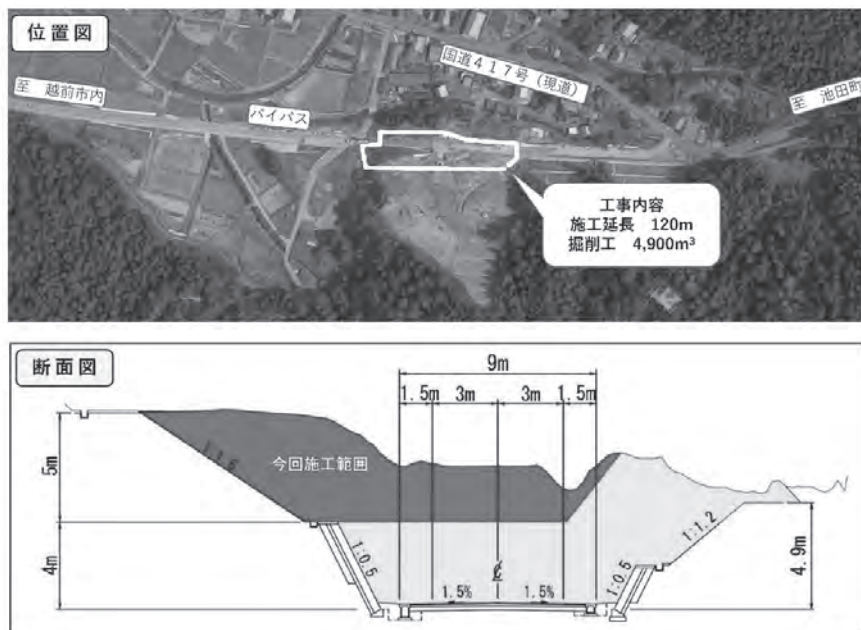 位置図
国道417号（現道）
至 越前市内
バイパス
至 池田町
工事内容
施工延長 120m
掘削工 4,900m³
断面図
9m
1.5m 3m 3m 1.5m
5m
1:1.6
今回施工範囲
4m
1:0.5
℄
1.5% 1.5%
1:0.5
1:1.2
4.9m